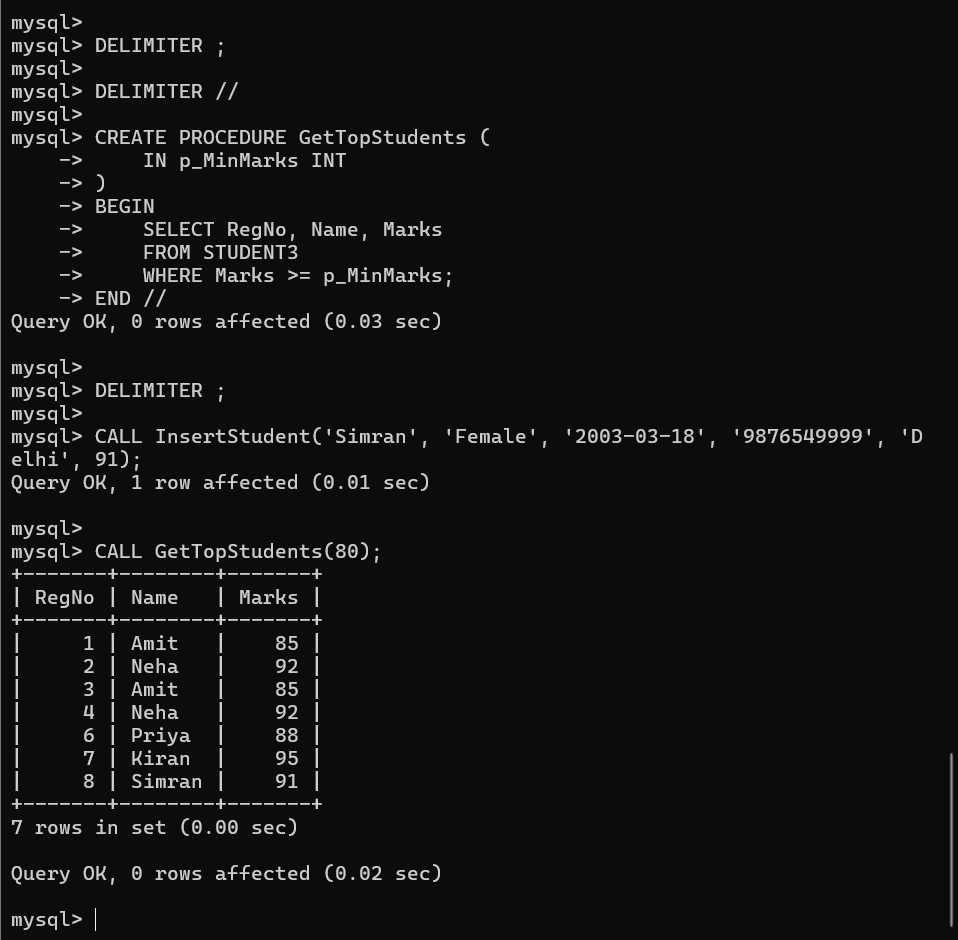 mysql>
mysql> DELIMITER ;
mysql>
mysql> DELIMITER //
mysql>
mysql> CREATE PROCEDURE GetTopStudents (
    ->     IN p_MinMarks INT
    -> )
    -> BEGIN
    ->     SELECT RegNo, Name, Marks
    ->     FROM STUDENT3
    ->     WHERE Marks >= p_MinMarks;
    -> END //
Query OK, 0 rows affected (0.03 sec)

mysql>
mysql> DELIMITER ;
mysql>
mysql> CALL InsertStudent('Simran', 'Female', '2003-03-18', '9876549999', 'D
elhi', 91);
Query OK, 1 row affected (0.01 sec)

mysql>
mysql> CALL GetTopStudents(80);
+-------+--------+-------+
| RegNo | Name   | Marks |
+-------+--------+-------+
|     1 | Amit   |    85 |
|     2 | Neha   |    92 |
|     3 | Amit   |    85 |
|     4 | Neha   |    92 |
|     6 | Priya  |    88 |
|     7 | Kiran  |    95 |
|     8 | Simran |    91 |
+-------+--------+-------+
7 rows in set (0.00 sec)

Query OK, 0 rows affected (0.02 sec)

mysql>